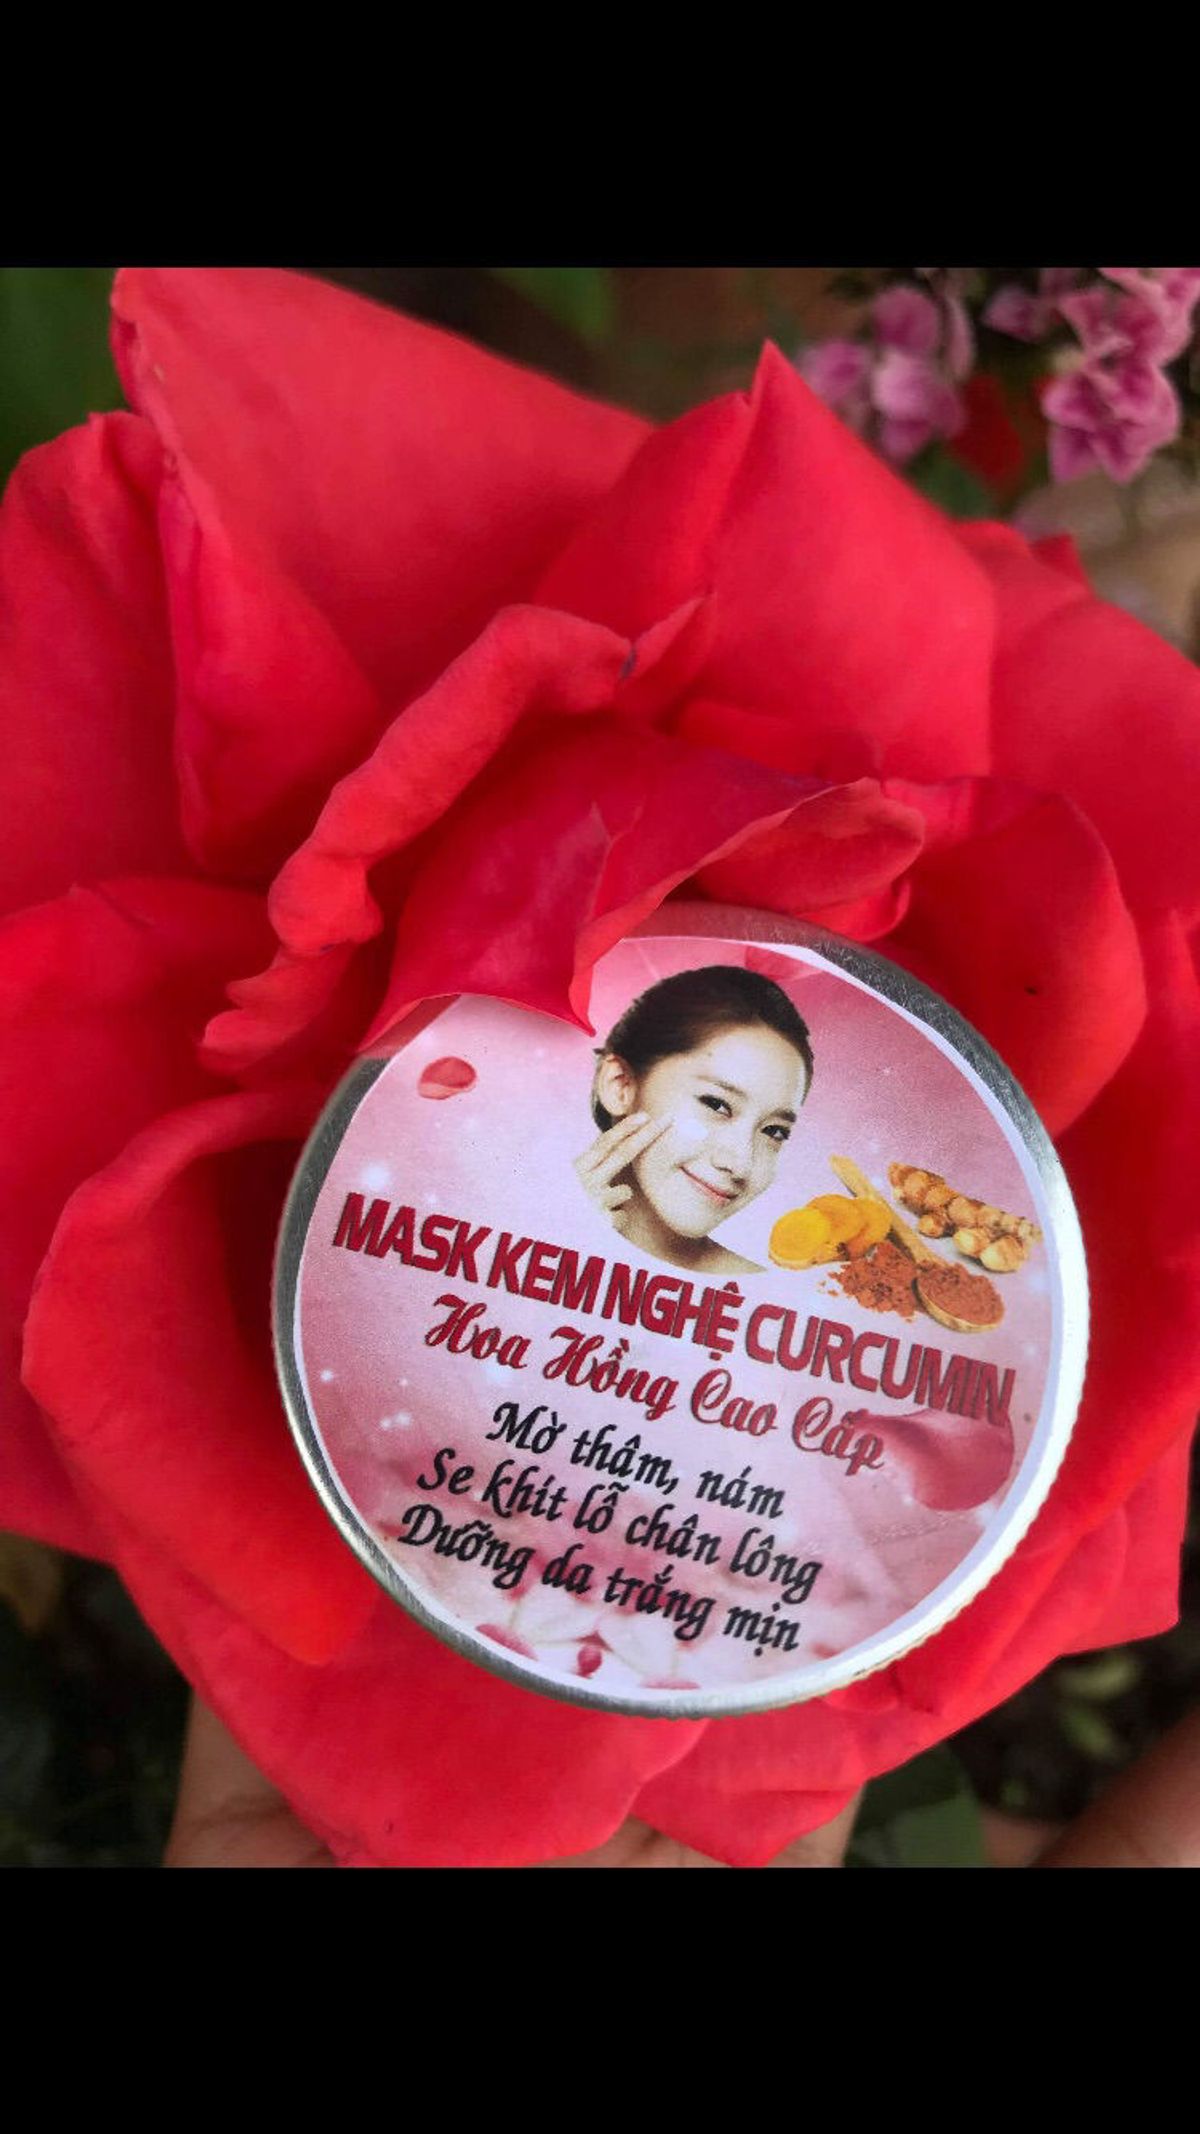 MASK KEM NGHỆ CURCUMIN
Hoa Hồng Cao Cấp
Mờ thâm, nám
Se khít lỗ chân lông
Dưỡng da trắng mịn